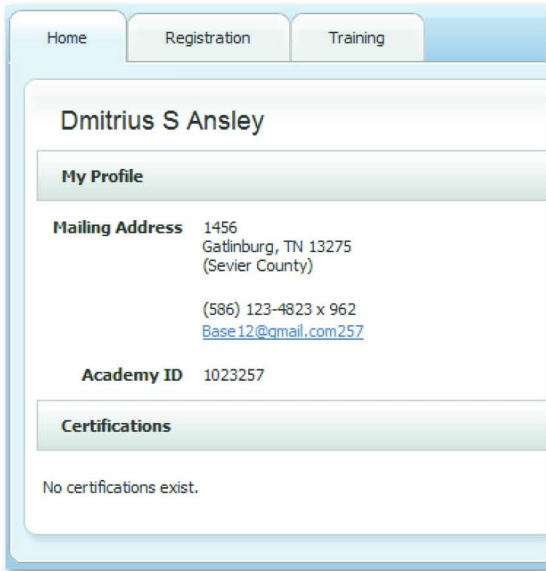 Home Registration Training
Dmitrius S Ansley
My Profile
Mailing Address 1456
Gatlinburg, TN 13275
(Sevier County)
(586) 123-4823 x 962
Base12@gmail.com257
Academy ID 1023257
Certifications
No certifications exist.